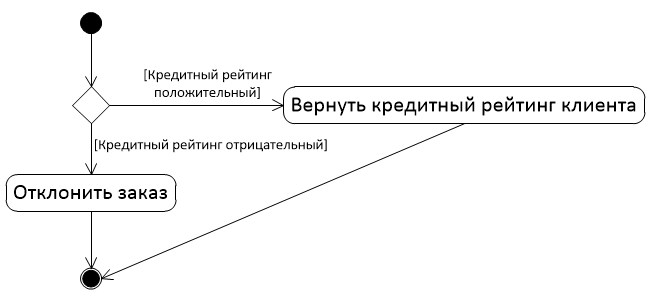 [Кредитный рейтинг
положительный]
Вернуть кредитный рейтинг клиента
[Кредитный рейтинг отрицательный]
Отклонить заказ